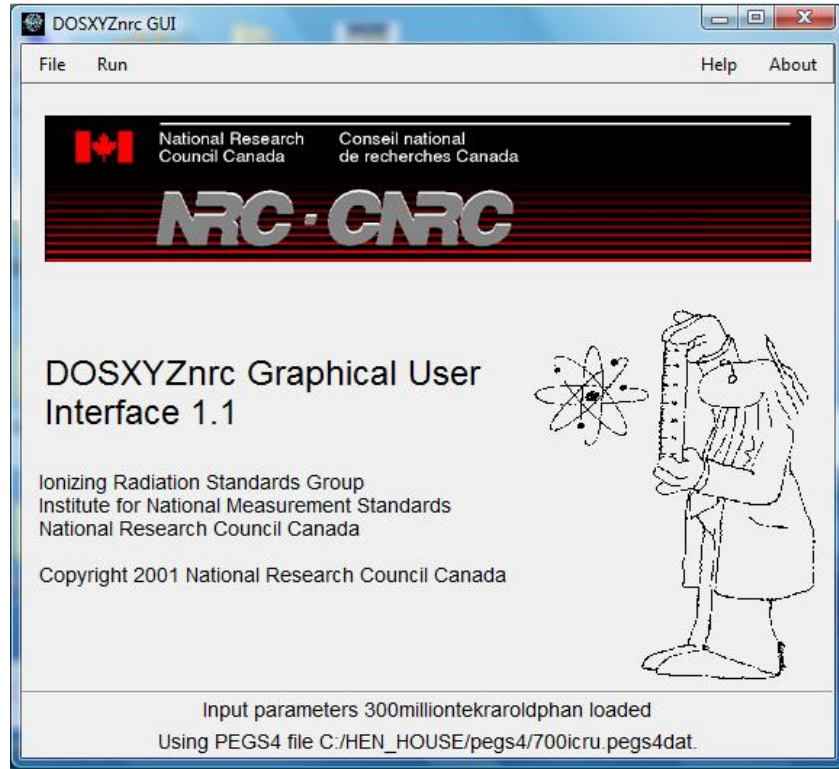 DOSXYZnrc GUI
File Run Help About
National Research Conseil national
Council Canada de recherches Canada
NRC · CNRC
DOSXYZnrc Graphical User
Interface 1.1
Ionizing Radiation Standards Group
Institute for National Measurement Standards
National Research Council Canada
Copyright 2001 National Research Council Canada
Input parameters 300milliontekraroldphan loaded
Using PEGS4 file C:/HEN_HOUSE/pegs4/700icru.pegs4dat.